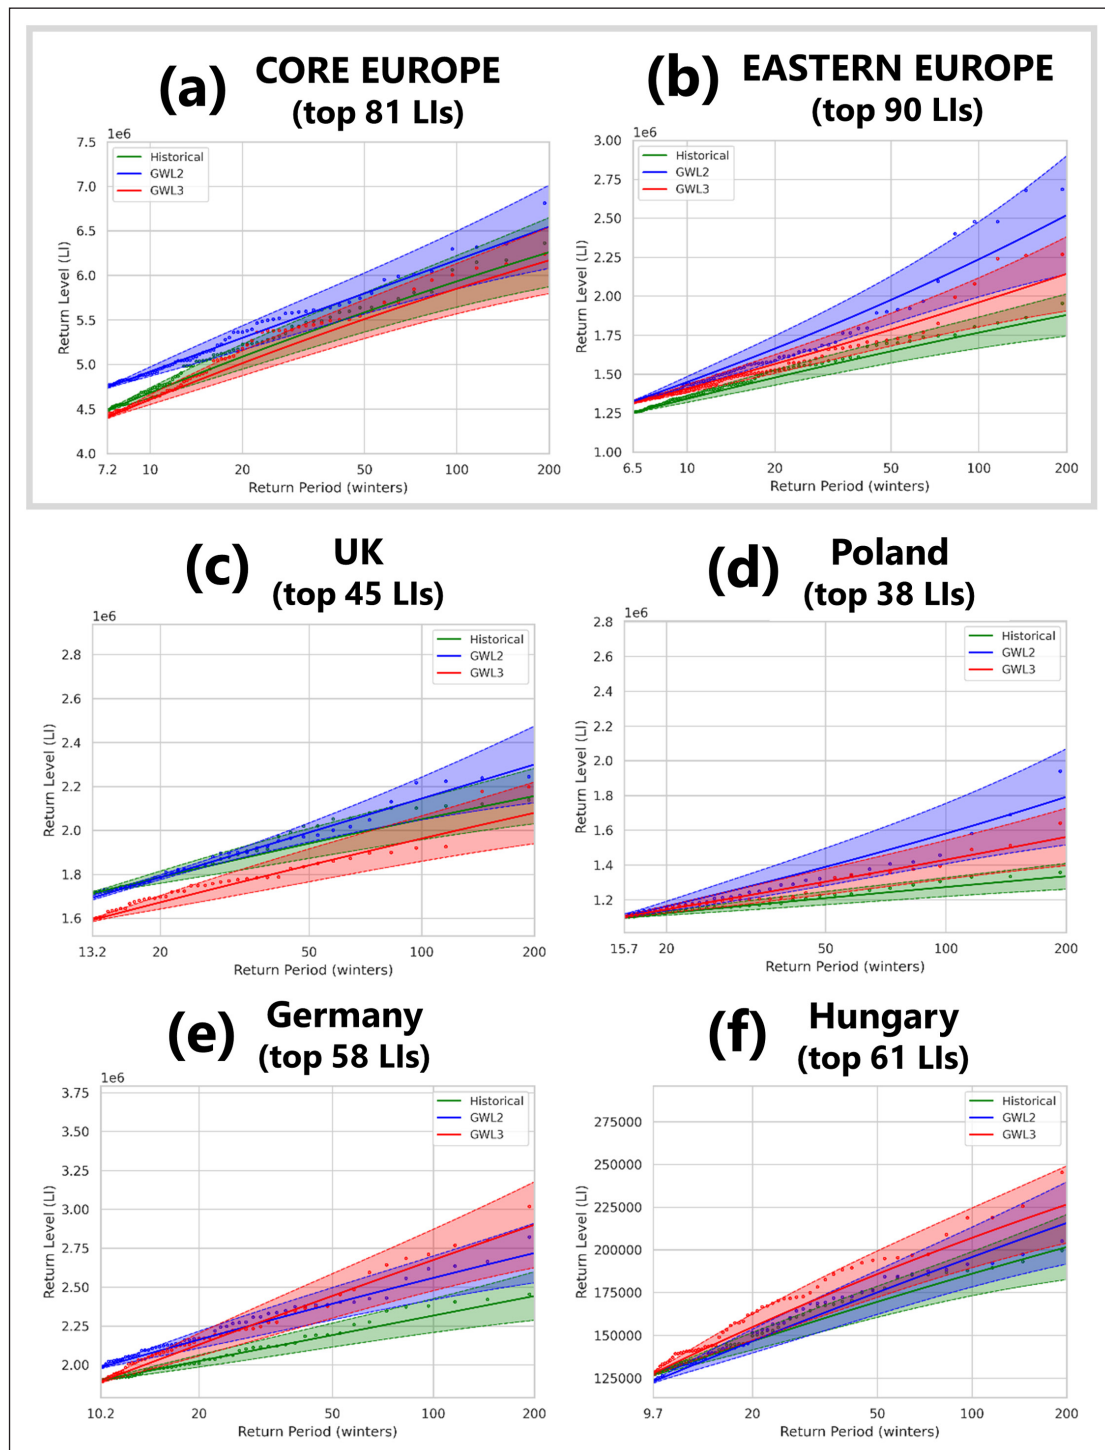 (a) CORE EUROPE
(top 81 LIs)
1e6
7.5
7.0
6.5
6.0
5.5
5.0
4.5
4.0
Return Level (LI)
Historical
GWL2
GWL3
7.2 10 20 50 100 200
Return Period (winters)
(b) EASTERN EUROPE
(top 90 LIs)
1e6
3.00
2.75
2.50
2.25
2.00
1.75
1.50
1.25
1.00
Return Level (LI)
Historical
GWL2
GWL3
6.5 10 20 50 100 200
Return Period (winters)
(c) UK
(top 45 LIs)
1e6
2.8
2.6
2.4
2.2
2.0
1.8
1.6
Return Level (LI)
Historical
GWL2
GWL3
13.2 20 50 100 200
Return Period (winters)
(d) Poland
(top 38 LIs)
1e6
2.8
2.6
2.4
2.2
2.0
1.8
1.6
1.4
1.2
Return Level (LI)
Historical
GWL2
GWL3
15.7 20 50 100 200
Return Period (winters)
(e) Germany
(top 58 LIs)
1e6
3.75
3.50
3.25
3.00
2.75
2.50
2.25
2.00
Return Level (LI)
Historical
GWL2
GWL3
10.2 20 50 100 200
Return Period (winters)
(f) Hungary
(top 61 LIs)
275000
250000
225000
200000
175000
150000
125000
Return Level (LI)
Historical
GWL2
GWL3
9.7 20 50 100 200
Return Period (winters)